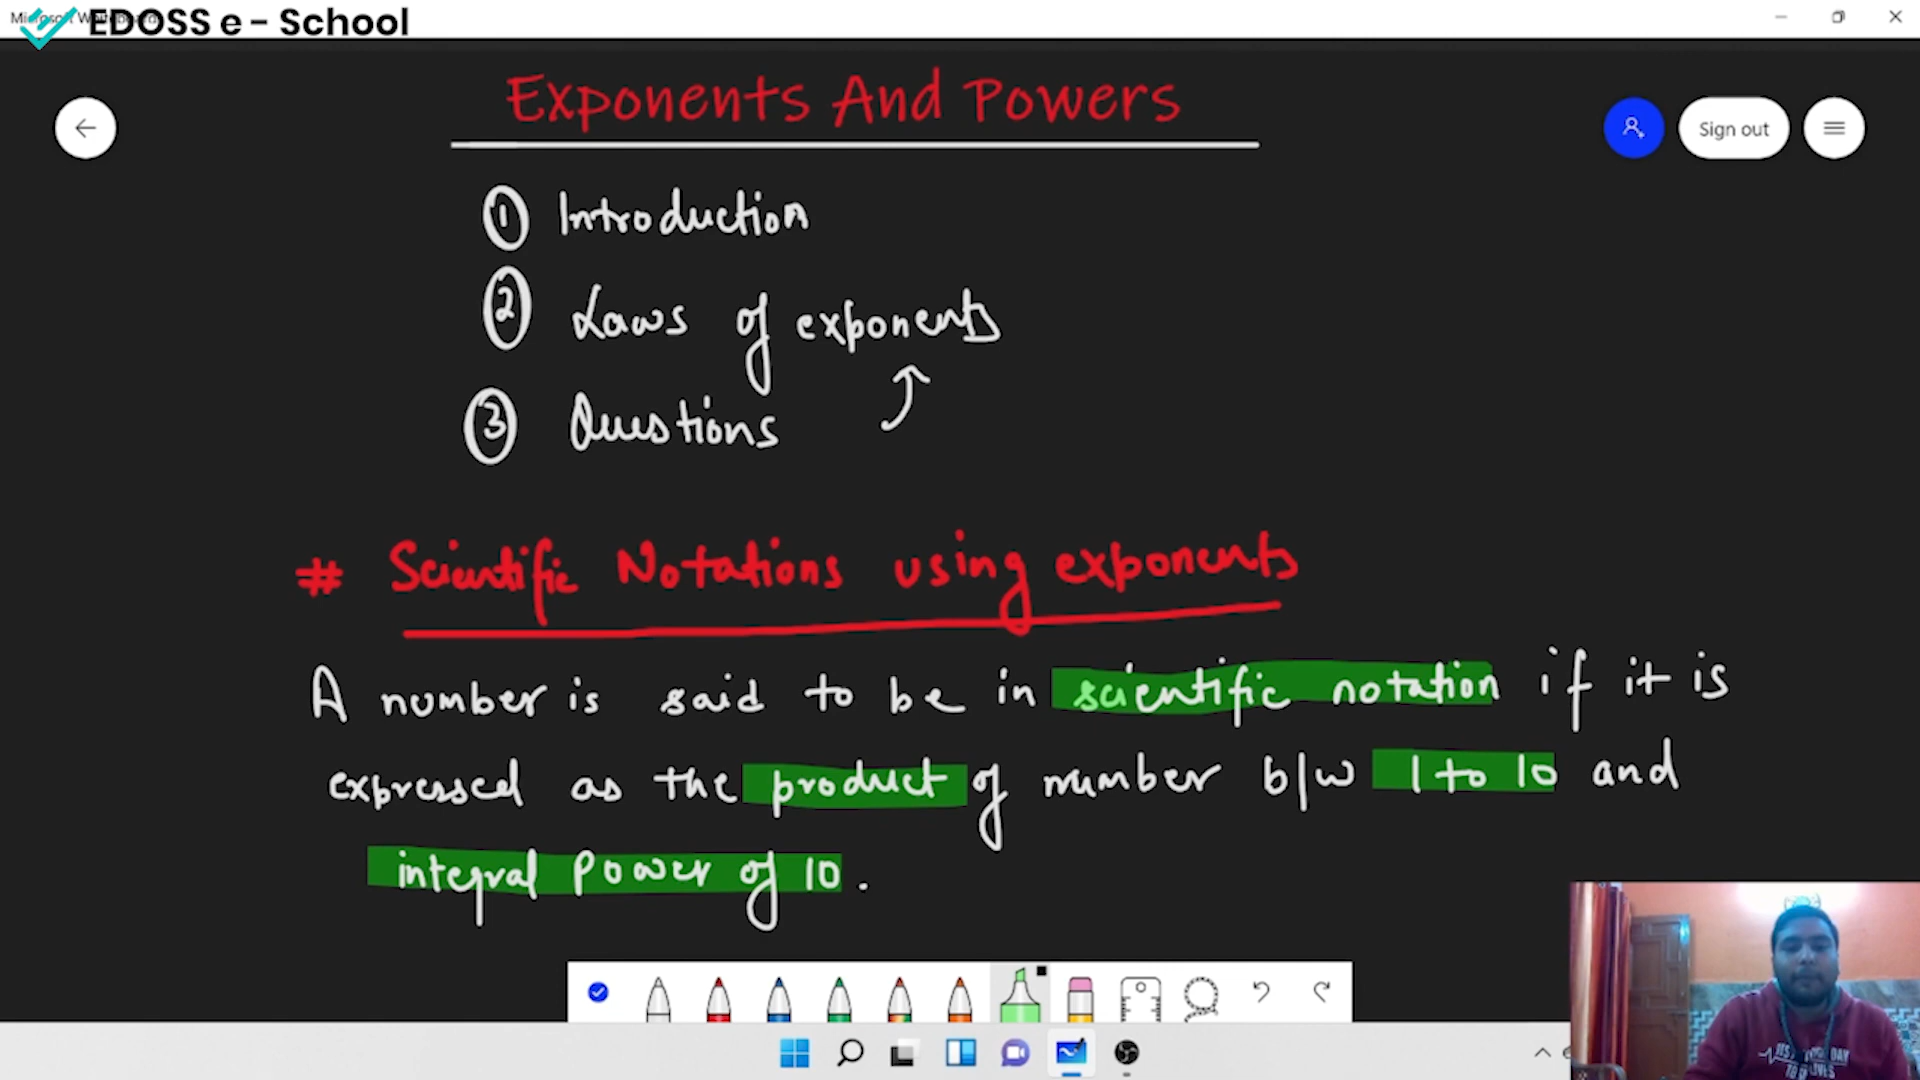 EDOSS e - School
Exponents And Powers
Sign out
① Introduction
② Laws of exponents
③ Questions
# Scientific Notations using exponents
A number is said to be in scientific notation if it is
expressed as the product of number b/w 1 to 10 and
integral power of 10 .